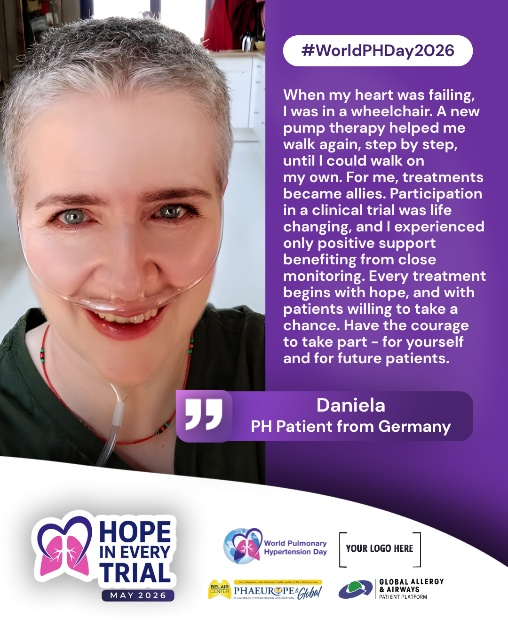 #WorldPHDay2026
When my heart was failing,
I was in a wheelchair. A new
pump therapy helped me
walk again, step by step,
until I could walk on
my own. For me, treatments
became allies. Participation
in a clinical trial was life
changing, and I experienced
only positive support
benefiting from close
monitoring. Every treatment
begins with hope, and with
patients willing to take a
chance. Have the courage
to take part - for yourself
and for future patients.
Daniela
PH Patient from Germany
HOPE
IN EVERY
TRIAL
MAY 2026
World Pulmonary
Hypertension Day
YOUR LOGO HERE
PHAEUROPE & Global
GLOBAL ALLERGY
& AIRWAYS
PATIENT PLATFORM